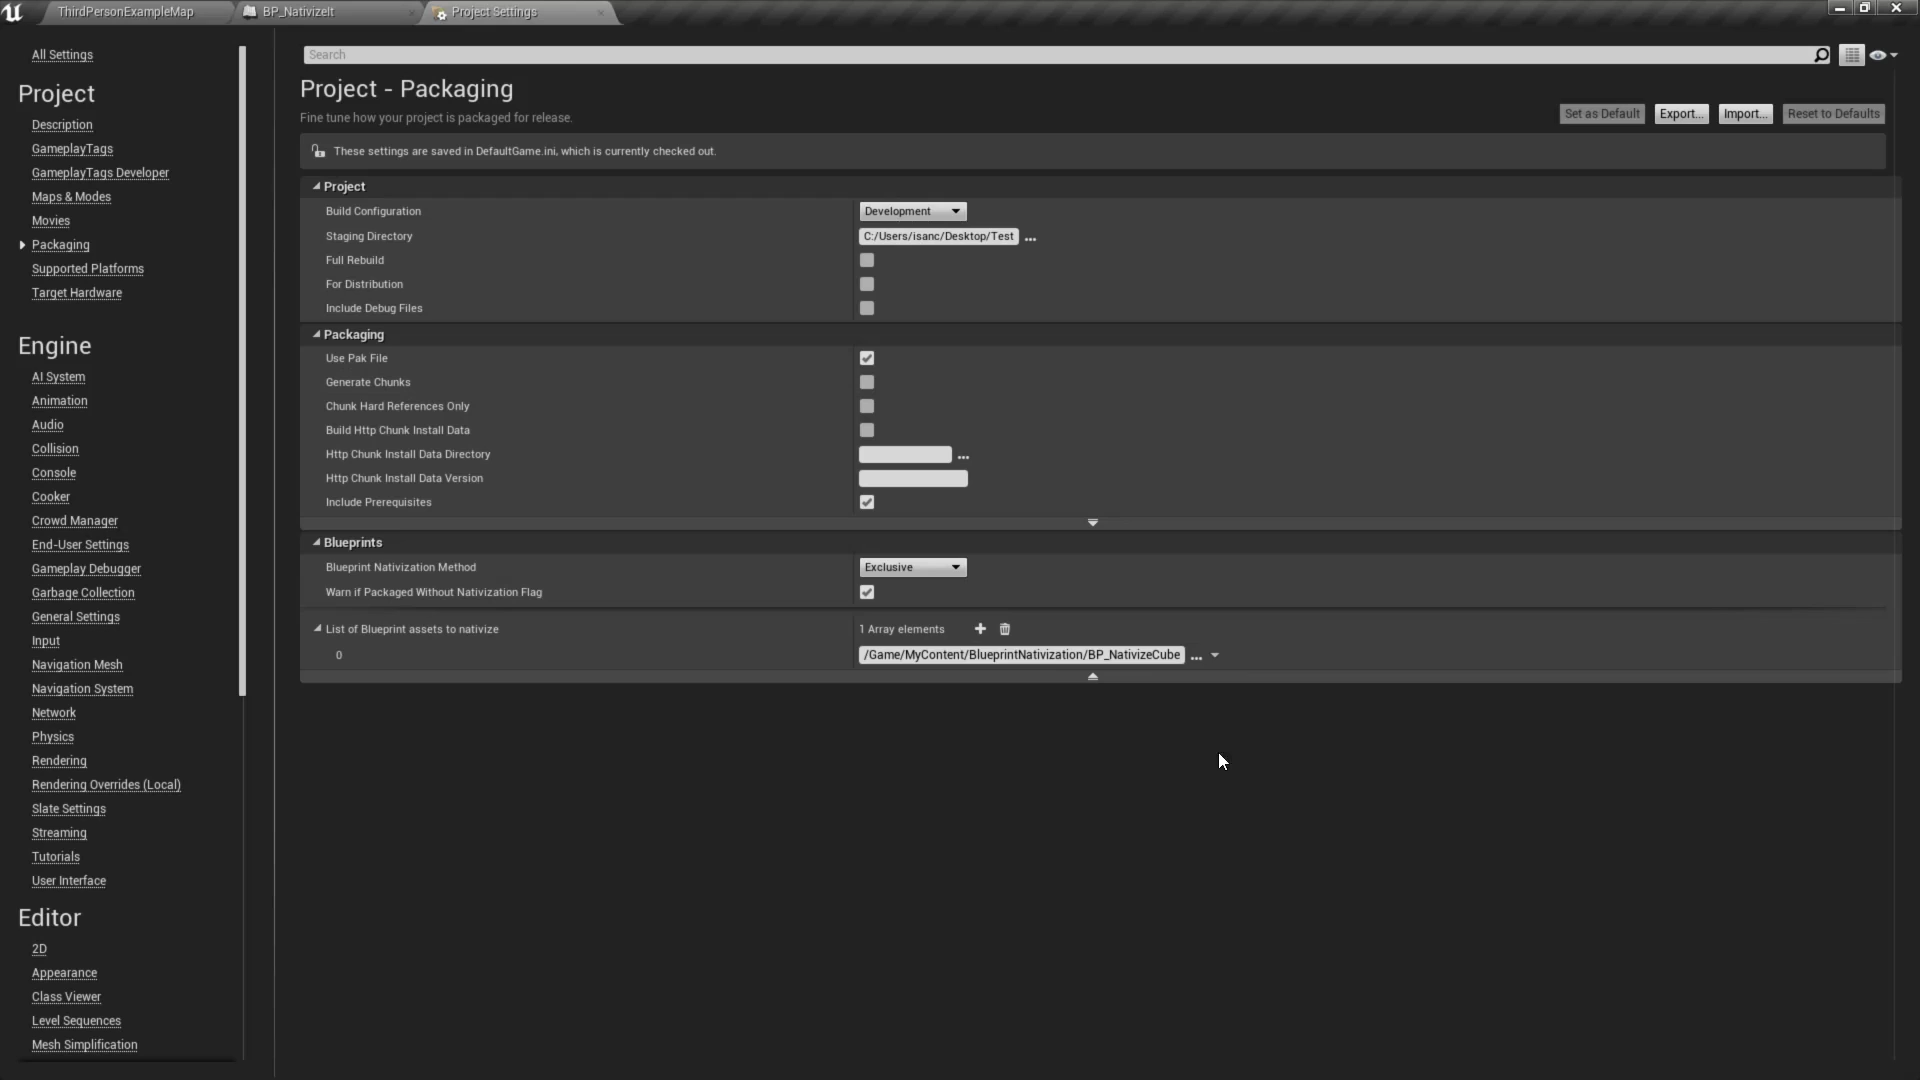 ThirdPersonExampleMap
BP_NativizeIt
Project Settings
All Settings
Project
Description
GameplayTags
GameplayTags Developer
Maps & Modes
Movies
Packaging
Supported Platforms
Target Hardware
Engine
AI System
Animation
Audio
Collision
Console
Cooker
Crowd Manager
End-User Settings
Gameplay Debugger
Garbage Collection
General Settings
Input
Navigation Mesh
Navigation System
Network
Physics
Rendering
Rendering Overrides (Local)
Slate Settings
Streaming
Tutorials
User Interface
Editor
2D
Appearance
Class Viewer
Level Sequences
Mesh Simplification
Search
Project - Packaging
Fine tune how your project is packaged for release.
Set as Default Export... Import... Reset to Defaults
These settings are saved in DefaultGame.ini, which is currently checked out.
Project
Build Configuration Development
Staging Directory C:/Users/isanc/Desktop/Test ...
Full Rebuild
For Distribution
Include Debug Files
Packaging
Use Pak File
Generate Chunks
Chunk Hard References Only
Build Http Chunk Install Data
Http Chunk Install Data Directory ...
Http Chunk Install Data Version
Include Prerequisites
Blueprints
Blueprint Nativization Method Exclusive
Warn if Packaged Without Nativization Flag
List of Blueprint assets to nativize 1 Array elements
0 /Game/MyContent/BlueprintNativization/BP_NativizeCube ...